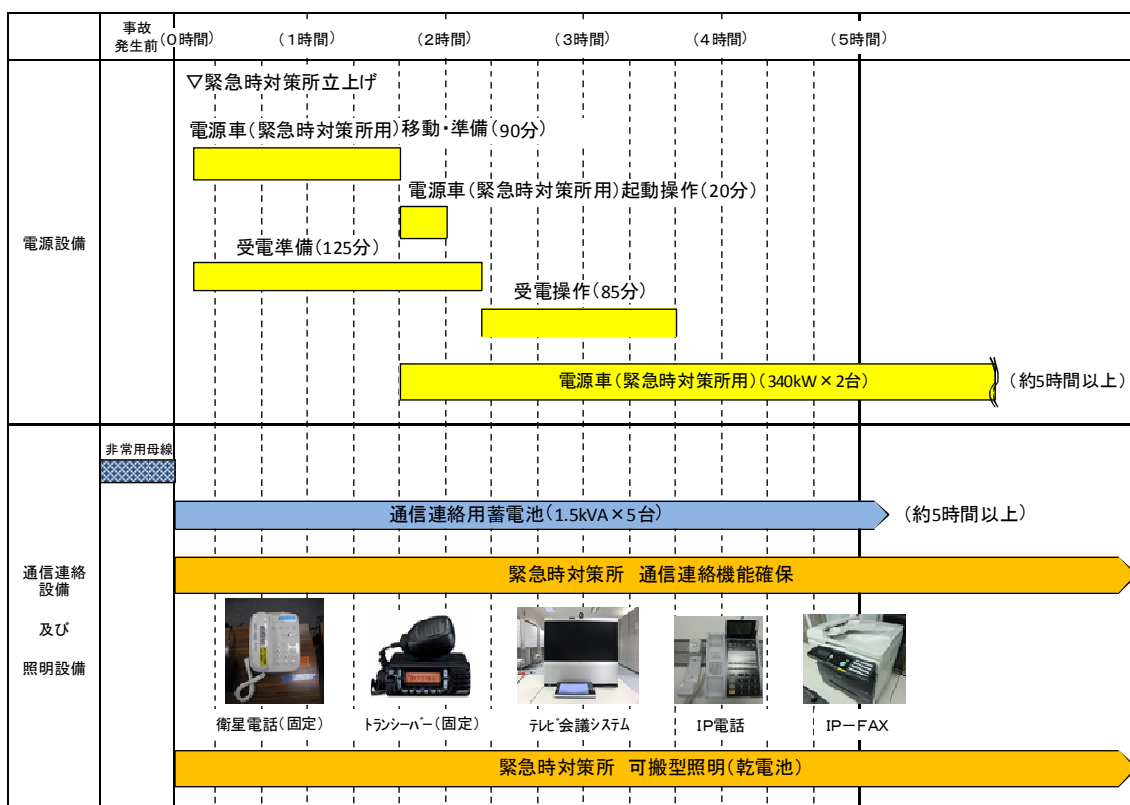 事故
発生前
(０時間)
(１時間)
(２時間)
(３時間)
(４時間)
(５時間)
電源設備
▽緊急時対策所立上げ
電源車(緊急時対策所用)移動・準備(90分)
電源車(緊急時対策所用)起動操作(20分)
受電準備(125分)
受電操作(85分)
電源車(緊急時対策所用)(340kW×2台)
(約5時間以上)
通信連絡
設備
及び
照明設備
非常用母線
通信連絡用蓄電池(1.5kVA×5台)
(約5時間以上)
緊急時対策所　通信連絡機能確保
衛星電話(固定)
ﾄﾗﾝｼｰﾊﾞｰ(固定)
ﾃﾚﾋﾞ会議ｼｽﾃﾑ
IP電話
IP－FAX
緊急時対策所　可搬型照明(乾電池)